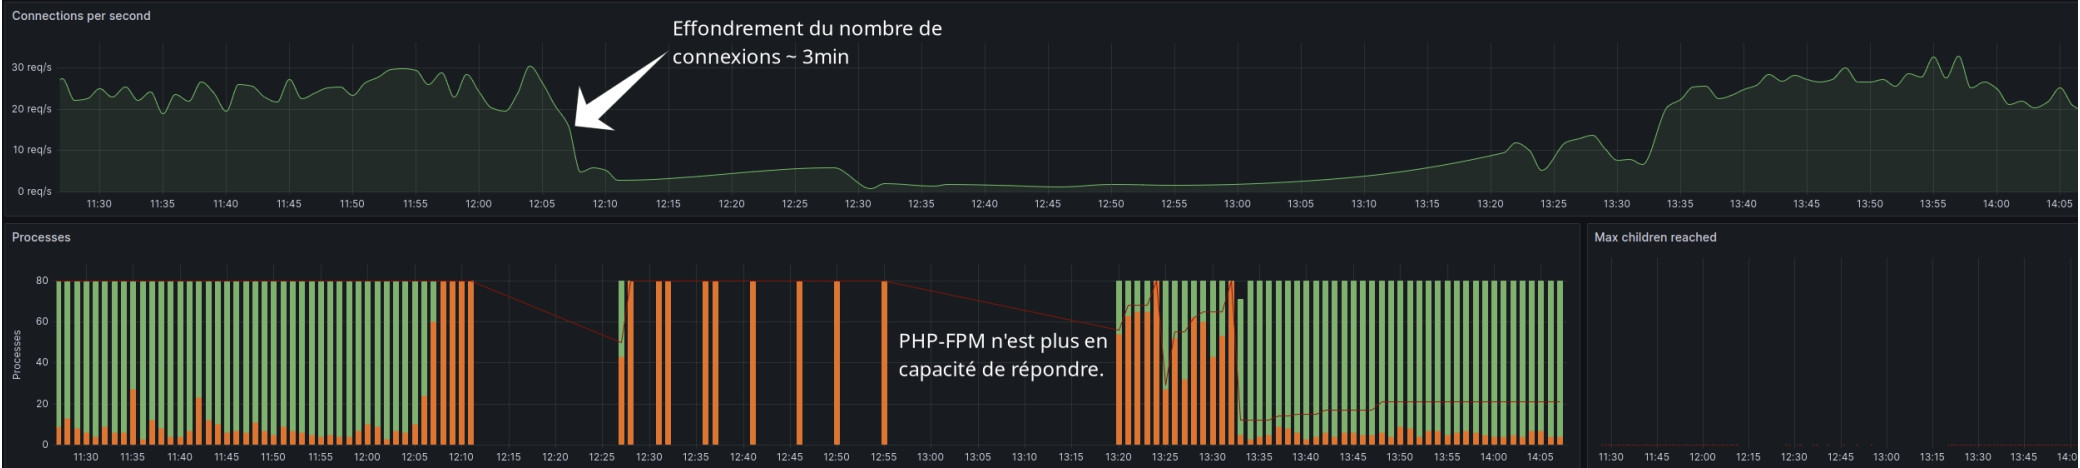 Connections per second
Effondrement du nombre de
connexions ~ 3min
30 req/s
20 req/s
10 req/s
0 req/s
11:30 11:35 11:40 11:45 11:50 11:55 12:00 12:05 12:10 12:15 12:20 12:25 12:30 12:35 12:40 12:45 12:50 12:55 13:00 13:05 13:10 13:15 13:20 13:25 13:30 13:35 13:40 13:45 13:50 13:55 14:00 14:05
Processes
Processes
80
60
40
20
0
PHP-FPM n'est plus en
capacité de répondre.
11:30 11:35 11:40 11:45 11:50 11:55 12:00 12:05 12:10 12:15 12:20 12:25 12:30 12:35 12:40 12:45 12:50 12:55 13:00 13:05 13:10 13:15 13:20 13:25 13:30 13:35 13:40 13:45 13:50 13:55 14:00 14:05
Max children reached
11:30 11:45 12:00 12:15 12:30 12:45 13:00 13:15 13:30 13:45 14:0